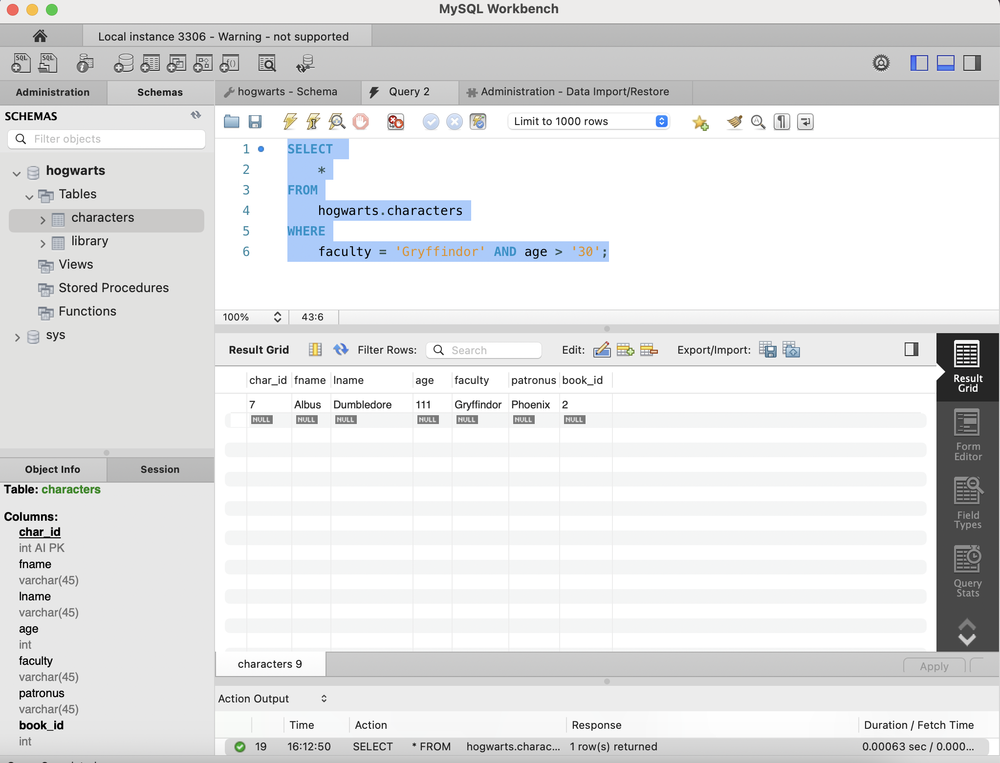 MySQL Workbench
Local instance 3306 - Warning - not supported
Administration
Schemas
hogwarts - Schema
Query 2
Administration - Data Import/Restore
SCHEMAS
Filter objects
hogwarts
Tables
characters
library
Views
Stored Procedures
Functions
sys
Limit to 1000 rows
1 SELECT
2 *
3 FROM
4 hogwarts.characters
5 WHERE
6 faculty = 'Gryffindor' AND age > '30';
100% 43:6
Result Grid Filter Rows: Search Edit: Export/Import:
char_id fname lname age faculty patronus book_id
7 Albus Dumbledore 111 Gryffindor Phoenix 2
NULL NULL NULL NULL NULL NULL NULL
Result
Grid
Form
Editor
Field
Types
Query
Stats
Object Info
Session
Table: characters
Columns:
char_id
int AI PK
fname
varchar(45)
lname
varchar(45)
age
int
faculty
varchar(45)
patronus
varchar(45)
book_id
int
characters 9
Apply
Action Output
Time Action Response Duration / Fetch Time
19 16:12:50 SELECT * FROM hogwarts.charac... 1 row(s) returned 0.00063 sec / 0.000...